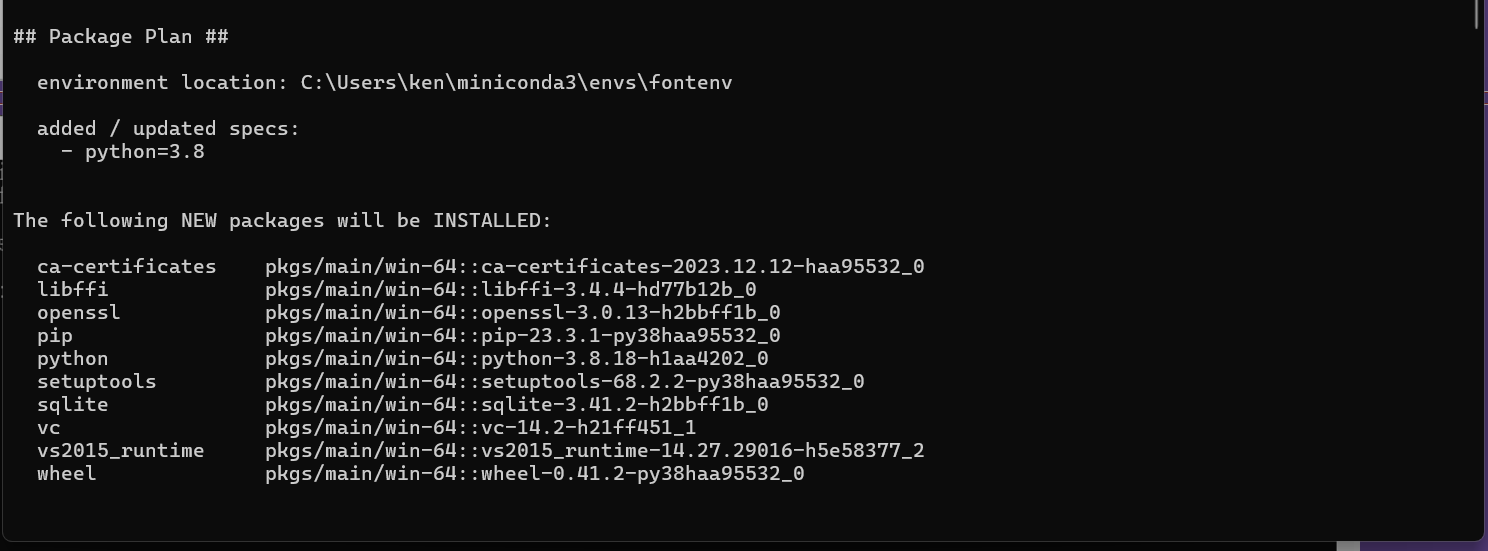 ## Package Plan ##
environment location: C:\Users\ken\miniconda3\envs\fontenv
added / updated specs:
- python=3.8
The following NEW packages will be INSTALLED:
ca-certificates pkgs/main/win-64::ca-certificates-2023.12.12-haa95532_0
libffi pkgs/main/win-64::libffi-3.4.4-hd77b12b_0
openssl pkgs/main/win-64::openssl-3.0.13-h2bbff1b_0
pip pkgs/main/win-64::pip-23.3.1-py38haa95532_0
python pkgs/main/win-64::python-3.8.18-h1aa4202_0
setuptools pkgs/main/win-64::setuptools-68.2.2-py38haa95532_0
sqlite pkgs/main/win-64::sqlite-3.41.2-h2bbff1b_0
vc pkgs/main/win-64::vc-14.2-h21ff451_1
vs2015_runtime pkgs/main/win-64::vs2015_runtime-14.27.29016-h5e58377_2
wheel pkgs/main/win-64::wheel-0.41.2-py38haa95532_0